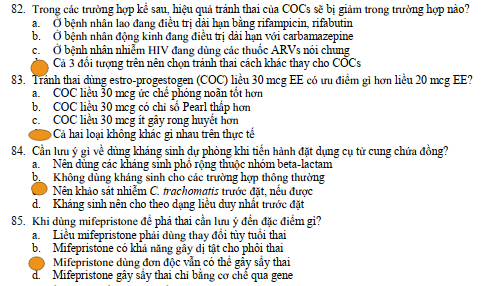 82. Trong các trường hợp kể sau, hiệu quả tránh thai của COCs sẽ bị giảm trong trường hợp nào?
a. Ở bệnh nhân lao đang điều trị dài hạn bằng rifampicin, rifabutin
b. Ở bệnh nhân động kinh đang điều trị dài hạn với carbamazepine
c. Ở bệnh nhân nhiễm HIV đang dùng các thuốc ARVs nói chung
Cả 3 đối tượng trên nên chọn tránh thai cách khác thay cho COCs
83. Tránh thai dùng estro-progestogen (COC) liều 30 mcg EE có ưu điểm gì hơn liều 20 mcg EE?
a. COC liều 30 mcg ức chế phóng noãn tốt hơn
b. COC liều 30 mcg có chỉ số Pearl thấp hơn
c. COC liều 30 mcg ít gây rong huyết hơn
Cả hai loại không khác gì nhau trên thực tế
84. Cần lưu ý gì về dùng kháng sinh dự phòng khi tiến hành đặt dụng cụ tử cung chứa đồng?
a. Nên dùng các kháng sinh phổ rộng thuộc nhóm beta-lactam
b. Không dùng kháng sinh cho các trường hợp thông thường
Nên khảo sát nhiễm C. trachomatis trước đặt, nếu được
d. Kháng sinh nên cho theo dạng liều duy nhất trước đặt
85. Khi dùng mifepristone để phá thai cần lưu ý đến đặc điểm gì?
a. Liều mifepristone phải dùng thay đổi tùy tuổi thai
b. Mifepristone có khả năng gây dị tật cho phôi thai
Mifepristone dùng đơn độc vẫn có thể gây sẩy thai
d. Mifepristone gây sẩy thai chỉ bằng cơ chế qua gene